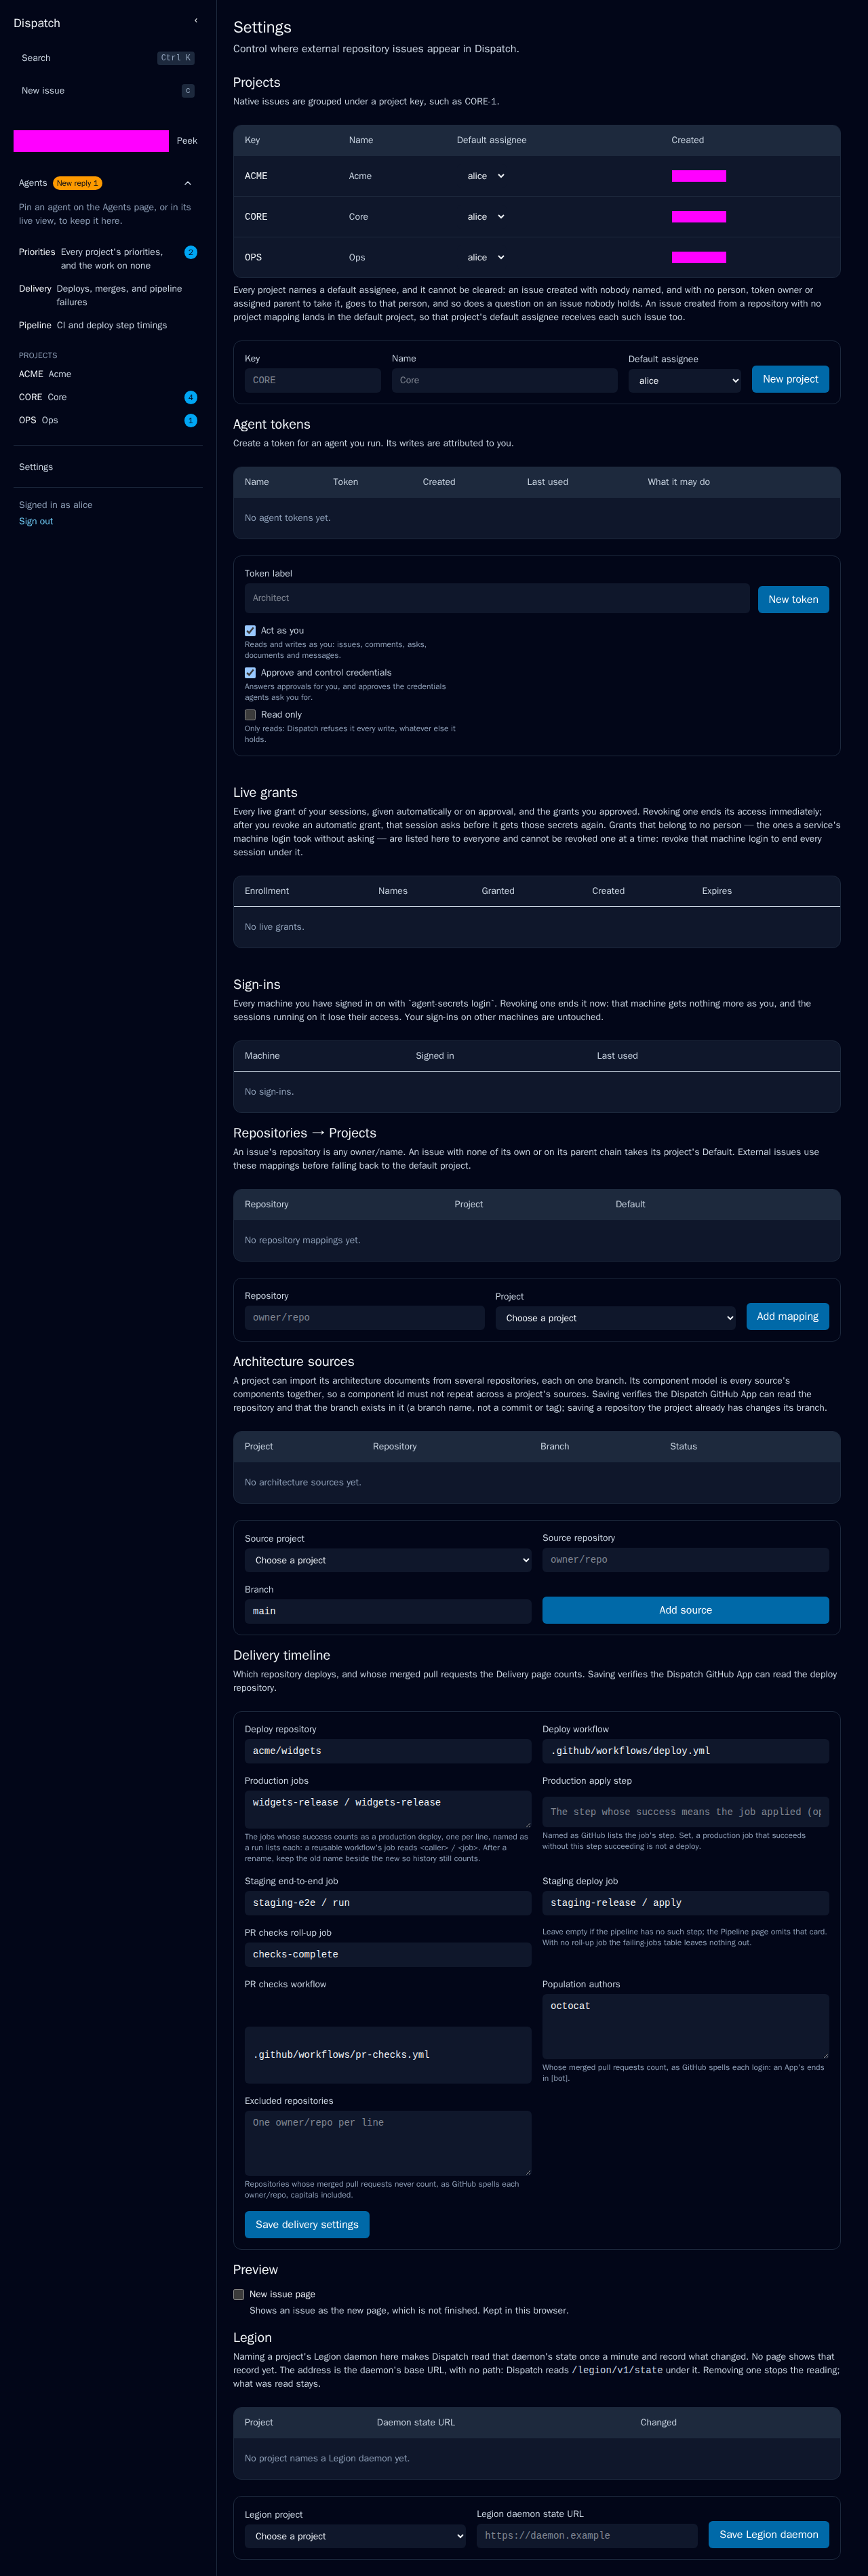 Dispatch
Search Ctrl K
New issue c
Peek
Agents New reply 1
Pin an agent on the Agents page, or in its
live view, to keep it here.
Priorities Every project's priorities, 2
and the work on none
Delivery Deploys, merges, and pipeline
failures
Pipeline CI and deploy step timings
PROJECTS
ACME Acme
CORE Core 4
OPS Ops 1
Settings
Signed in as alice
Sign out
Settings
Control where external repository issues appear in Dispatch.
Projects
Native issues are grouped under a project key, such as CORE-1.
Key Name Default assignee Created
ACME Acme alice
CORE Core alice
OPS Ops alice
Every project names a default assignee, and it cannot be cleared: an issue created with nobody named, and with no person, token owner or
assigned parent to take it, goes to that person, and so does a question on an issue nobody holds. An issue created from a repository with no
project mapping lands in the default project, so that project's default assignee receives each such issue too.
Key Name Default assignee
CORE Core alice New project
Agent tokens
Create a token for an agent you run. Its writes are attributed to you.
Name Token Created Last used What it may do
No agent tokens yet.
Token label
Architect New token
Act as you
Reads and writes as you: issues, comments, asks,
documents and messages.
Approve and control credentials
Answers approvals for you, and approves the credentials
agents ask you for.
Read only
Only reads: Dispatch refuses it every write, whatever else it
holds.
Live grants
Every live grant of your sessions, given automatically or on approval, and the grants you approved. Revoking one ends its access immediately;
after you revoke an automatic grant, that session asks before it gets those secrets again. Grants that belong to no person — the ones a service's
machine login took without asking — are listed here to everyone and cannot be revoked one at a time: revoke that machine login to end every
session under it.
Enrollment Names Granted Created Expires
No live grants.
Sign-ins
Every machine you have signed in on with `agent-secrets login`. Revoking one ends it now: that machine gets nothing more as you, and the
sessions running on it lose their access. Your sign-ins on other machines are untouched.
Machine Signed in Last used
No sign-ins.
Repositories → Projects
An issue's repository is any owner/name. An issue with none of its own or on its parent chain takes its project's Default. External issues use
these mappings before falling back to the default project.
Repository Project Default
No repository mappings yet.
Repository Project
owner/repo Choose a project Add mapping
Architecture sources
A project can import its architecture documents from several repositories, each on one branch. Its component model is every source's
components together, so a component id must not repeat across a project's sources. Saving verifies the Dispatch GitHub App can read the
repository and that the branch exists in it (a branch name, not a commit or tag); saving a repository the project already has changes its branch.
Project Repository Branch Status
No architecture sources yet.
Source project Source repository
Choose a project owner/repo
Branch
main Add source
Delivery timeline
Which repository deploys, and whose merged pull requests the Delivery page counts. Saving verifies the Dispatch GitHub App can read the deploy
repository.
Deploy repository Deploy workflow
acme/widgets .github/workflows/deploy.yml
Production jobs Production apply step
widgets-release / widgets-release The step whose success means the job applied (op
The jobs whose success counts as a production deploy, one per line, named as
a run lists each: a reusable workflow's job reads <caller> / <job>. After a
rename, keep the old name beside the new so history still counts.
Named as GitHub lists the job's step. Set, a production job that succeeds
without this step succeeding is not a deploy.
Staging end-to-end job Staging deploy job
staging-e2e / run staging-release / apply
PR checks roll-up job
checks-complete
Leave empty if the pipeline has no such step; the Pipeline page omits that card.
With no roll-up job the failing-jobs table leaves nothing out.
PR checks workflow Population authors
octocat
.github/workflows/pr-checks.yml
Whose merged pull requests count, as GitHub spells each login: an App's ends
in [bot].
Excluded repositories
One owner/repo per line
Repositories whose merged pull requests never count, as GitHub spells each
owner/repo, capitals included.
Save delivery settings
Preview
New issue page
Shows an issue as the new page, which is not finished. Kept in this browser.
Legion
Naming a project's Legion daemon here makes Dispatch read that daemon's state once a minute and record what changed. No page shows that
record yet. The address is the daemon's base URL, with no path: Dispatch reads /legion/v1/state under it. Removing one stops the reading;
what was read stays.
Project Daemon state URL Changed
No project names a Legion daemon yet.
Legion project Legion daemon state URL
Choose a project https://daemon.example Save Legion daemon